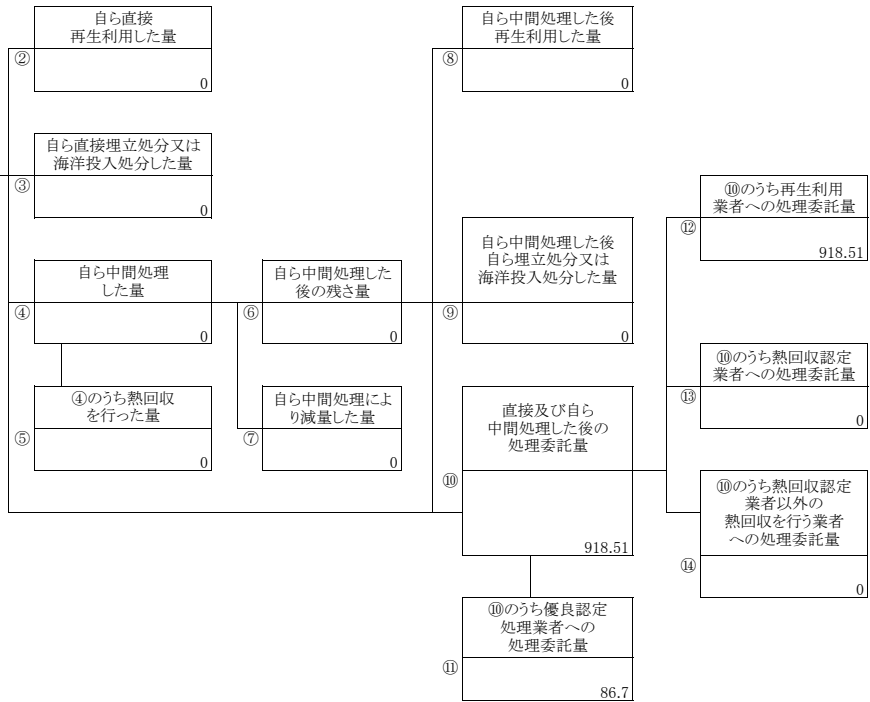 自ら直接
再生利用した量
②
0
自ら直接埋立処分又は
海洋投入処分した量
③
0
自ら中間処理
した量
④
0
④のうち熱回収
を行った量
⑤
0
自ら中間処理した
後の残さ量
⑥
0
自ら中間処理によ
り減量した量
⑦
0
自ら中間処理した後
再生利用した量
⑧
0
自ら中間処理した後
自ら埋立処分又は
海洋投入処分した量
⑨
0
直接及び自ら
中間処理した後の
処理委託量
⑩
918.51
⑩のうち優良認定
処理業者への
処理委託量
⑪
86.7
⑩のうち再生利用
業者への処理委託量
⑫
918.51
⑩のうち熱回収認定
業者への処理委託量
⑬
0
⑩のうち熱回収認定
業者以外の
熱回収を行う業者
への処理委託量
⑭
0